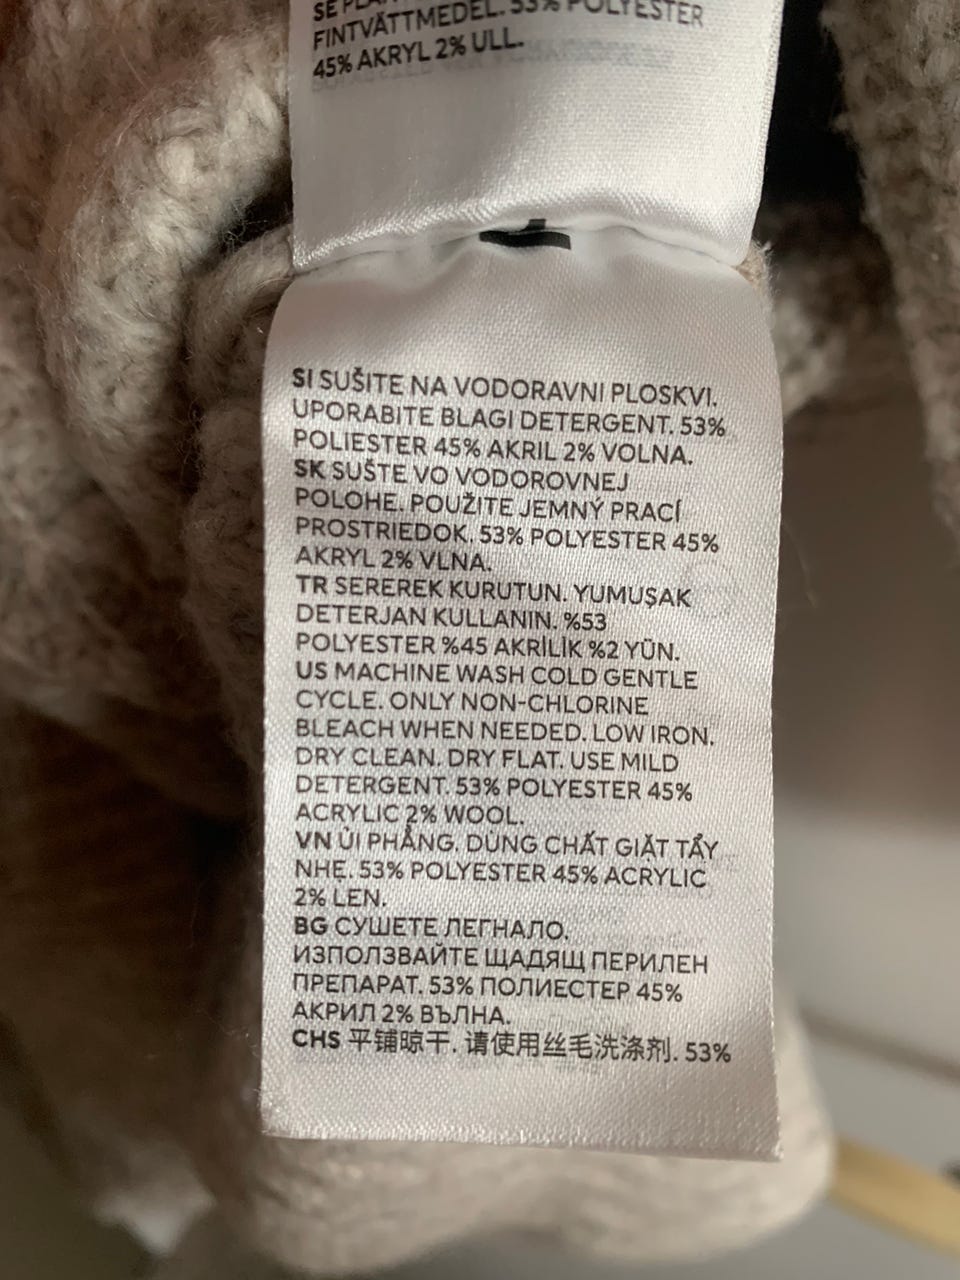 SE PLAN
FINTVÄTTMEDEL. 53% POLYESTER
45% AKRYL 2% ULL.
SI SUŠITE NA VODORAVNI PLOSKVI.
UPORABITE BLAGI DETERGENT. 53%
POLIESTER 45% AKRIL 2% VOLNA.
SK SUŠTE VO VODOROVNEJ
POLOHE. POUŽITE JEMNÝ PRACÍ
PROSTRIEDOK. 53% POLYESTER 45%
AKRYL 2% VLNA.
TR SEREREK KURUTUN. YUMUŞAK
DETERJAN KULLANIN. %53
POLYESTER %45 AKRİLİK %2 YÜN.
US MACHINE WASH COLD GENTLE
CYCLE. ONLY NON-CHLORINE
BLEACH WHEN NEEDED. LOW IRON.
DRY CLEAN. DRY FLAT. USE MILD
DETERGENT. 53% POLYESTER 45%
ACRYLIC 2% WOOL.
VN ỦI PHẲNG. DÙNG CHẤT GIẶT TẨY
NHẸ. 53% POLYESTER 45% ACRYLIC
2% LEN.
BG СУШЕТЕ ЛЕГНАЛО.
ИЗПОЛЗВАЙТЕ ЩАДЯЩ ПЕРИЛЕН
ПРЕПАРАТ. 53% ПОЛИЕСТЕР 45%
АКРИЛ 2% ВЪЛНА.
CHS 平铺晾干. 请使用丝毛洗涤剂. 53%